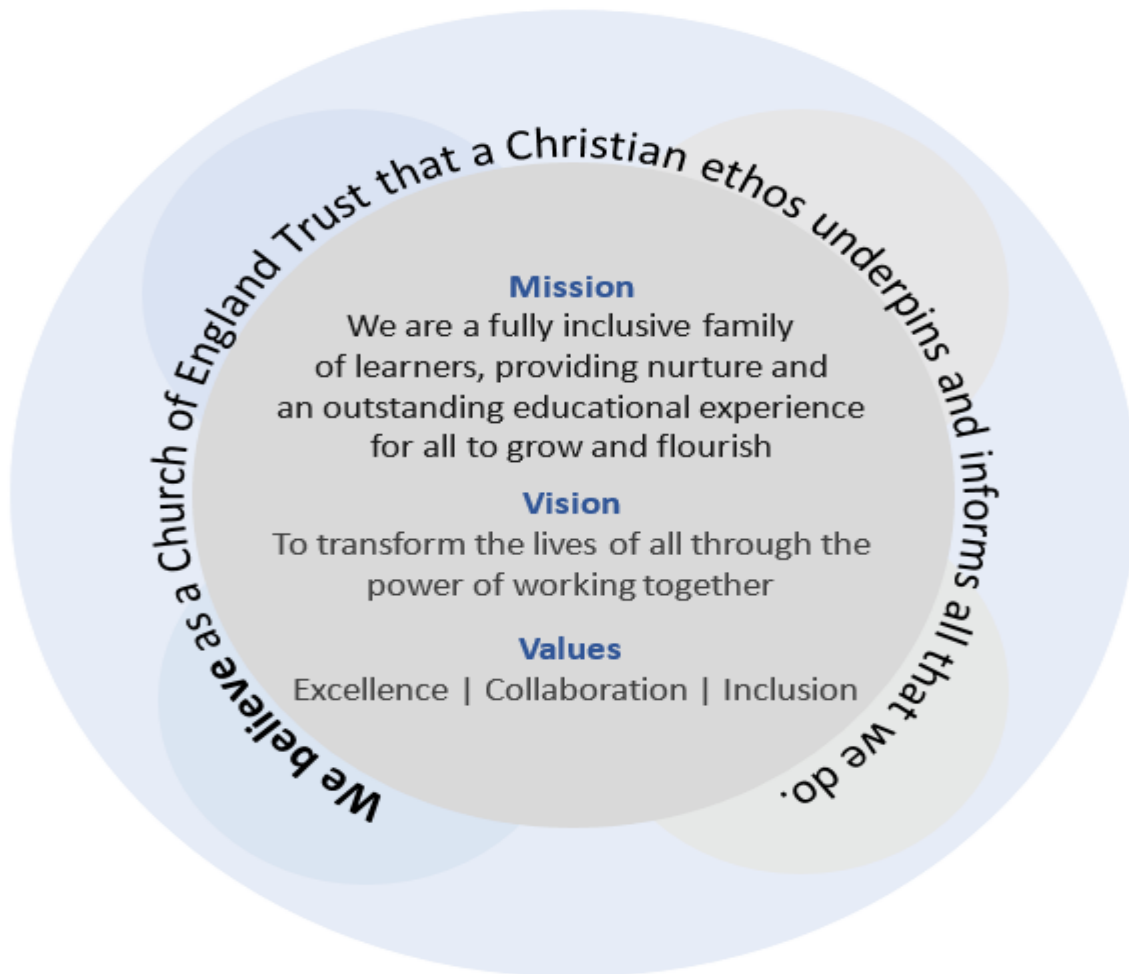 We believe as a Church of England Trust that a Christian ethos underpins and informs all that we do.
Mission
We are a fully inclusive family
of learners, providing nurture and
an outstanding educational experience
for all to grow and flourish
Vision
To transform the lives of all through the
power of working together
Values
Excellence | Collaboration | Inclusion